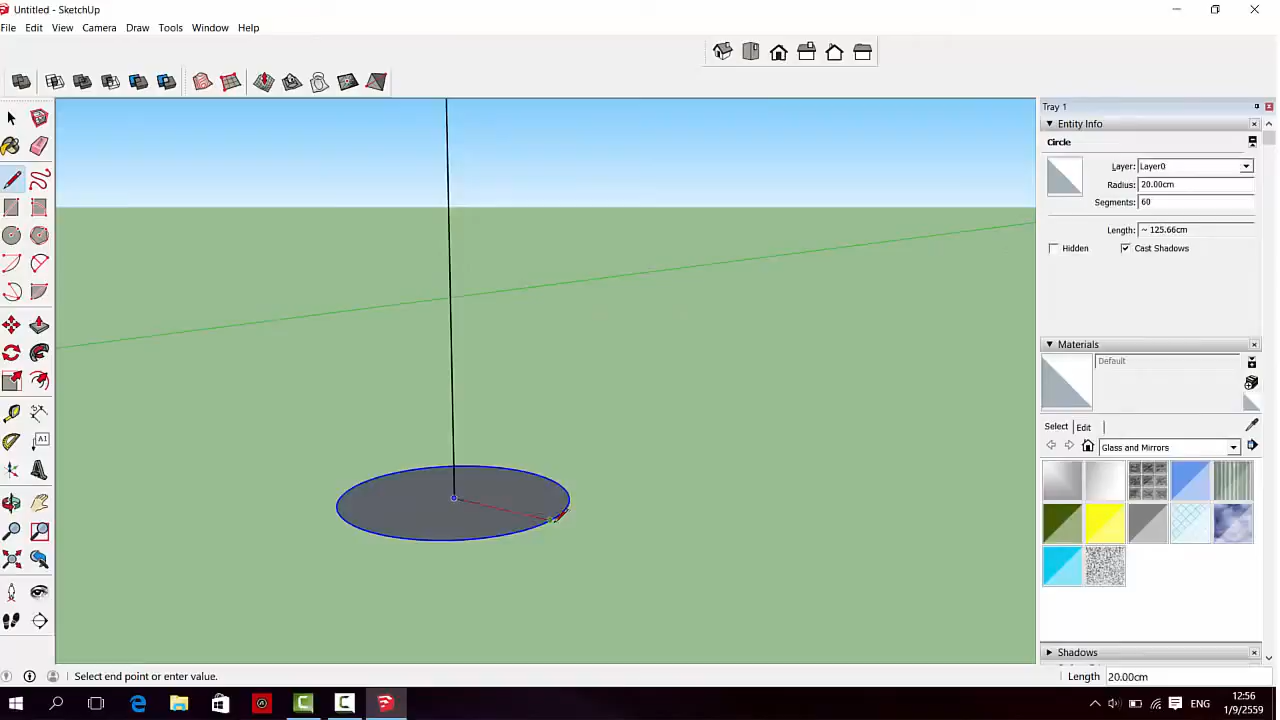 Untitled - SketchUp
File Edit View Camera Draw Tools Window Help
Tray 1
Entity Info
Circle
Layer: Layer0
Radius: 20.00cm
Segments: 60
Length: ~ 125.66cm
Hidden Cast Shadows
Materials
Default
Select Edit
Glass and Mirrors
A1
Shadows
Select end point or enter value.
Length 20.00cm
ENG
12:56
1/9/2559